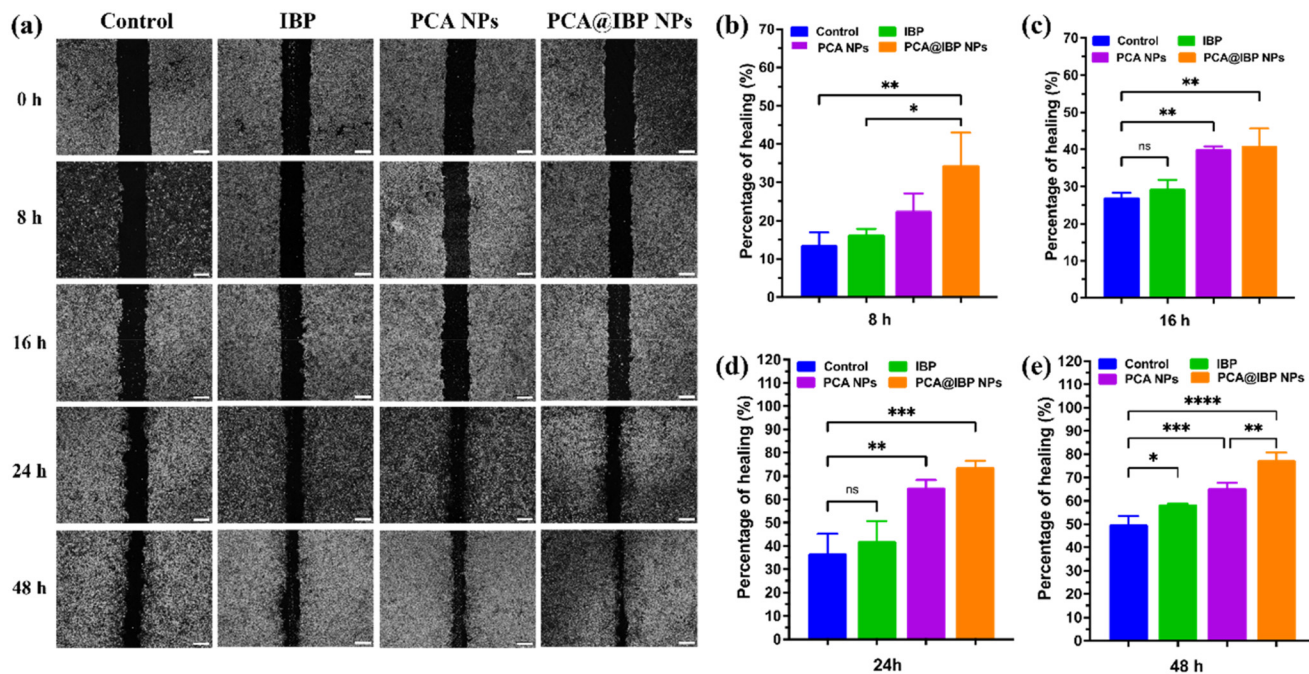 (a)
Control IBP PCA NPs PCA@IBP NPs
0 h
8 h
16 h
24 h
48 h
(b)
Percentage of healing (%)
70
60
50
40
30
20
10
0
Control IBP
PCA NPs PCA@IBP NPs
**
*
8 h
(c)
Percentage of healing (%)
70
60
50
40
30
20
10
0
Control IBP
PCA NPs PCA@IBP NPs
**
**
ns
16 h
(d)
Percentage of healing (%)
120
110
100
90
80
70
60
50
40
30
20
10
0
Control IBP
PCA NPs PCA@IBP NPs
***
**
ns
24h
(e)
Percentage of healing (%)
120
110
100
90
80
70
60
50
40
30
20
10
0
Control IBP
PCA NPs PCA@IBP NPs
****
*** **
*
48 h